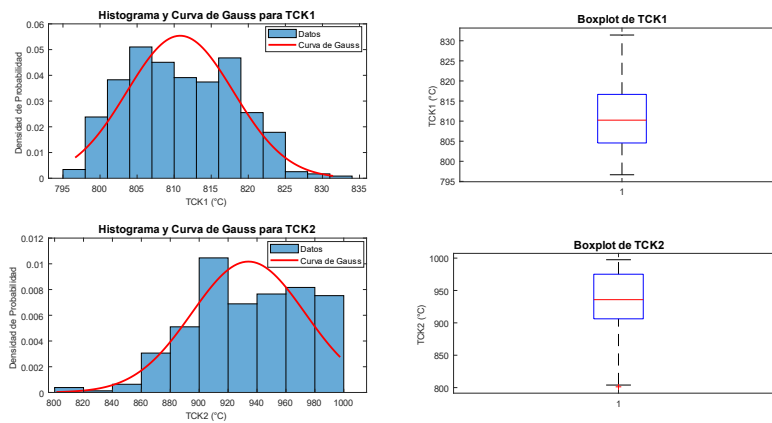 Histograma y Curva de Gauss para TCK1
Densidad de Probabilidad
0.06
0.05
0.04
0.03
0.02
0.01
0
Datos
Curva de Gauss
795 800 805 810 815 820 825 830 835
TCK1 (°C)
Boxplot de TCK1
TCK1 (°C)
830
825
820
815
810
805
800
795
1
Histograma y Curva de Gauss para TCK2
Densidad de Probabilidad
0.012
0.01
0.008
0.006
0.004
0.002
0
Datos
Curva de Gauss
800 820 840 860 880 900 920 940 960 980 1000
TCK2 (°C)
Boxplot de TCK2
TCK2 (°C)
1000
950
900
850
800
1